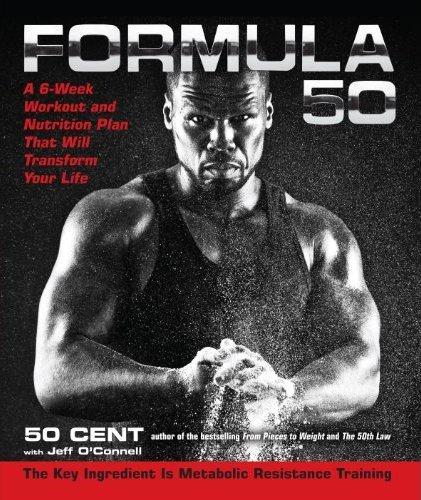 FORMULA
50
A 6-Week
Workout and
Nutrition Plan
That Will
Transform
Your Life
50 CENT author of the bestselling From Pieces to Weight and The 50th Law
with Jeff O'Connell
The Key Ingredient Is Metabolic Resistance Training